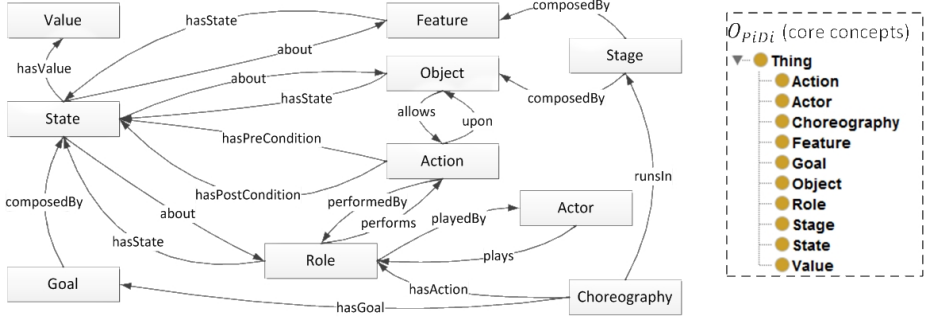 composedBy
Value
hasState
Feature
Stage
O_PiDi (core concepts)
about
hasValue
Object
Thing
about
Action
hasState
composedBy
Actor
State
allows
upon
Choreography
hasPreCondition
Feature
Action
Goal
runsIn
Object
hasPostCondition
performedBy
Role
composedBy
about
performs
playedBy
Actor
Stage
hasState
State
Role
plays
Value
Goal
hasAction
Choreography
hasGoal